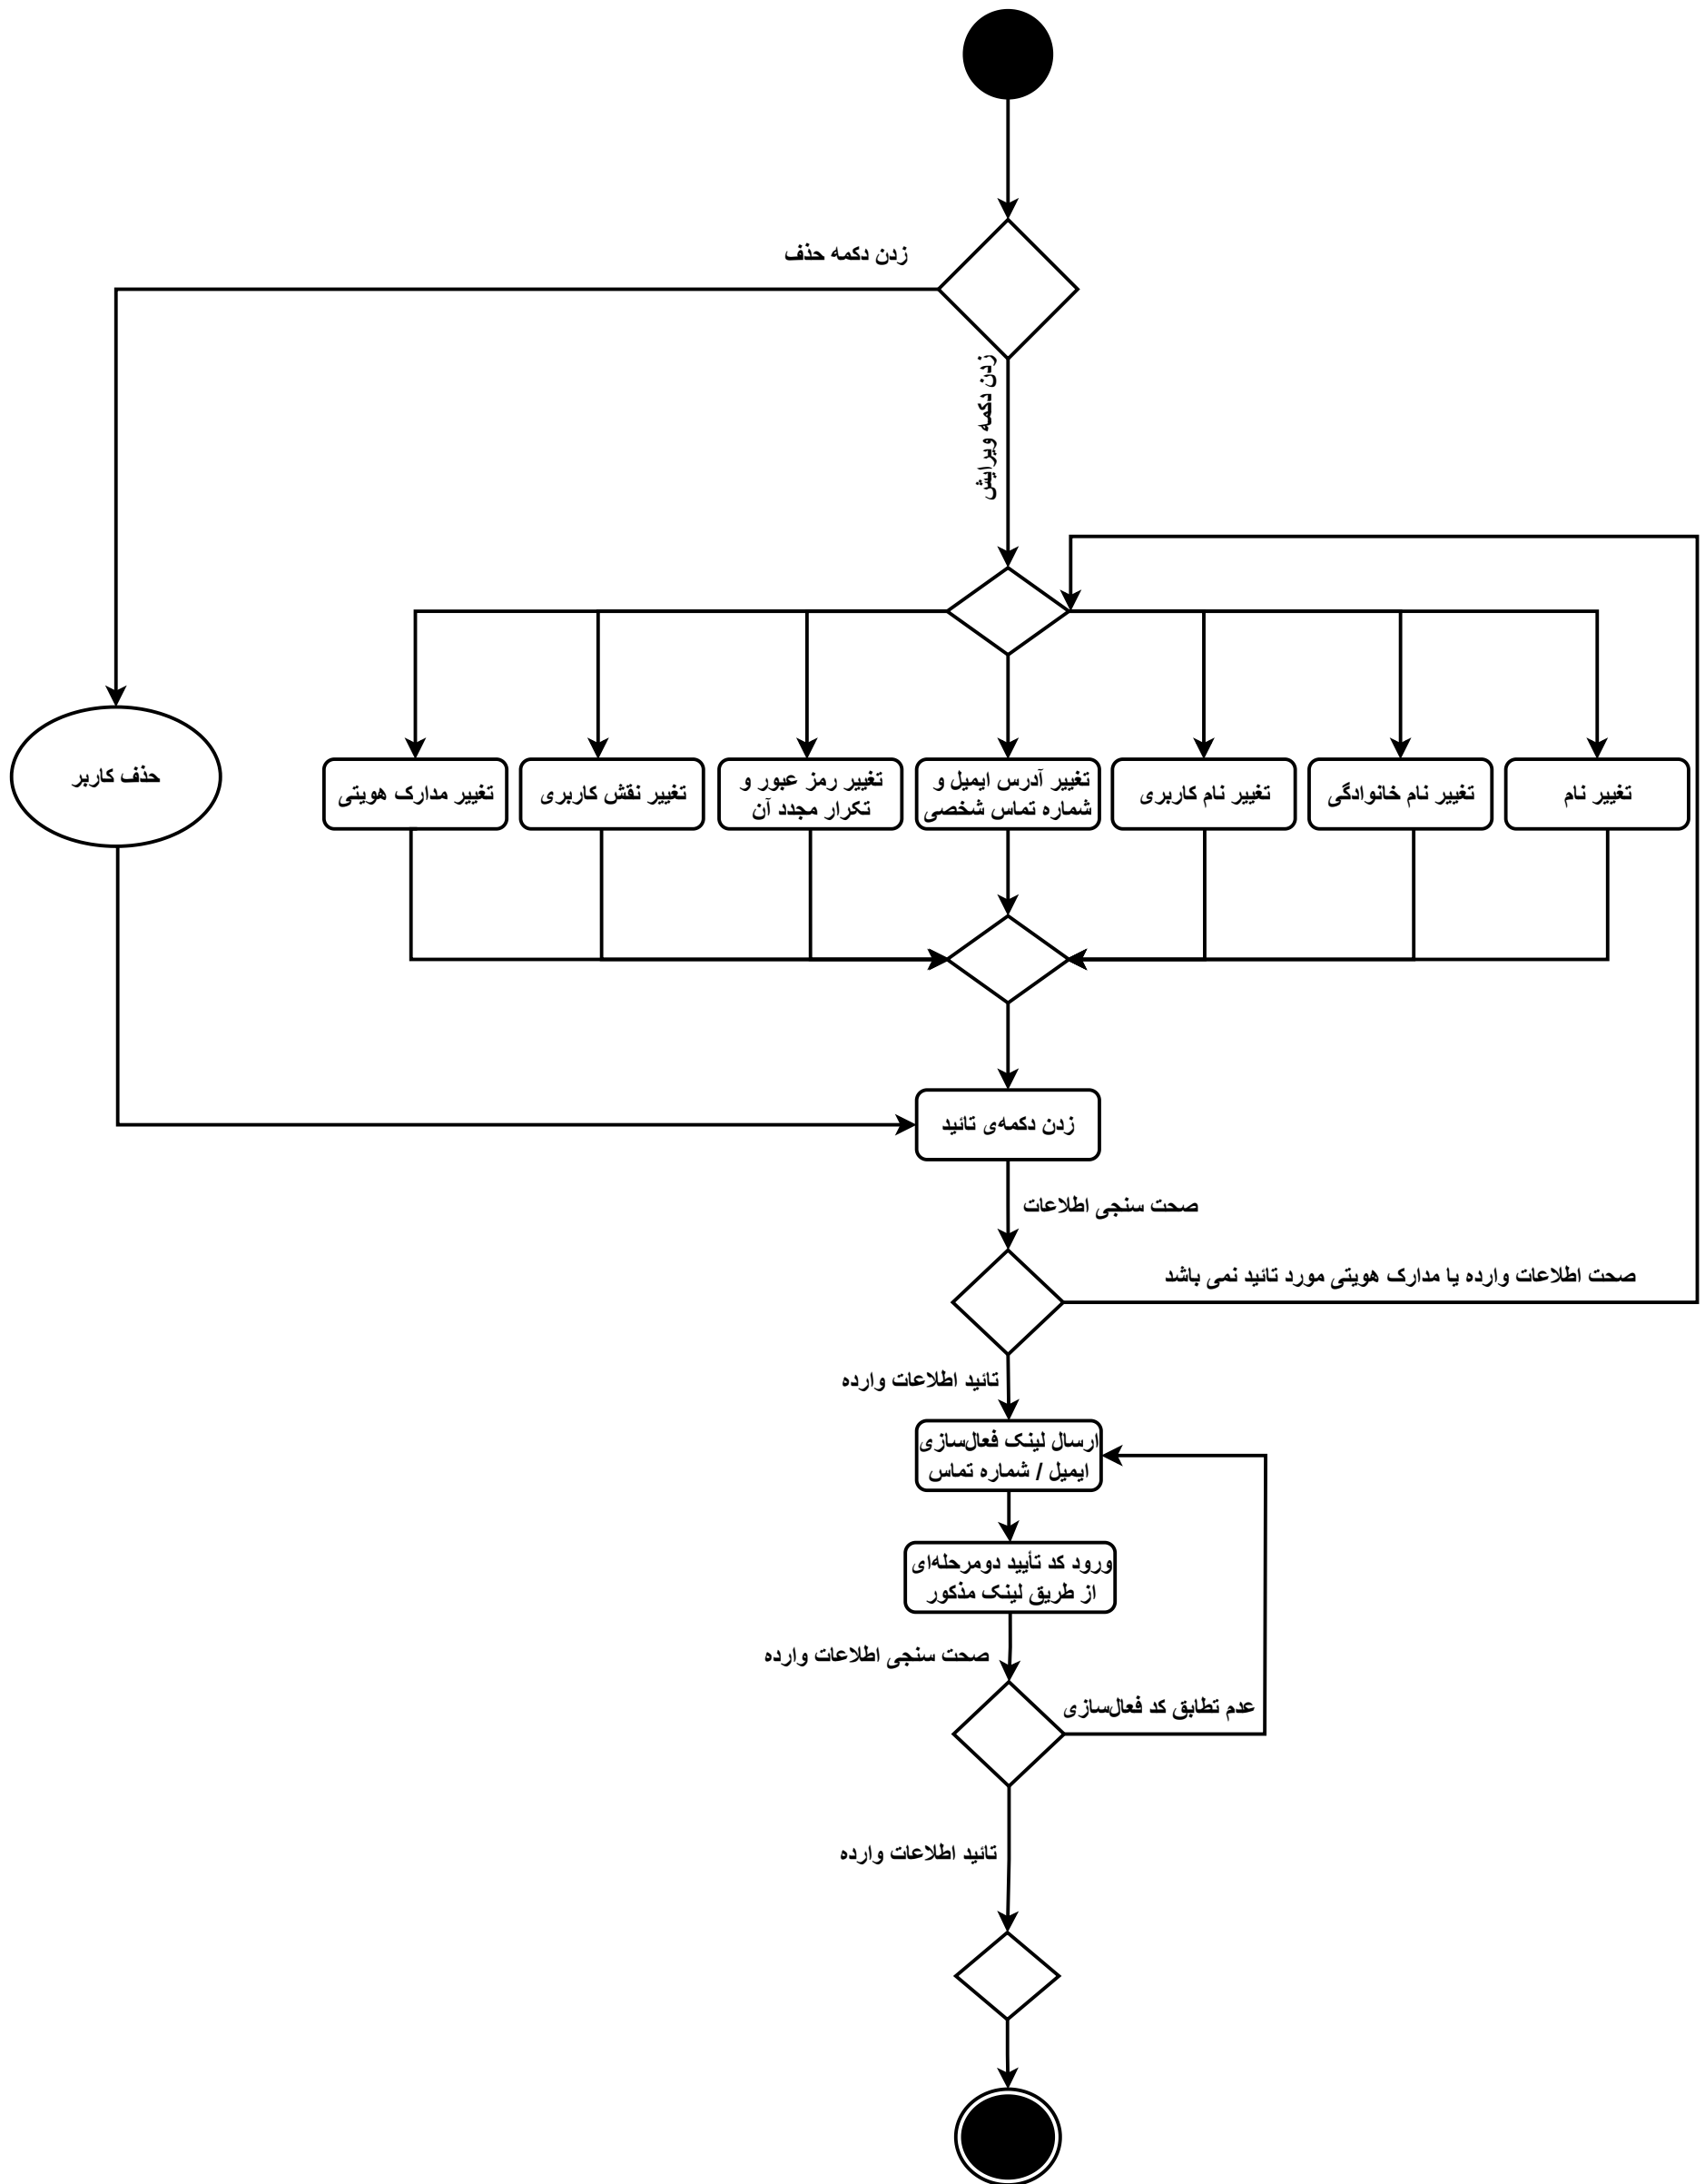 زدن دکمه حذف
زدن دکمه ویرایش
تغییر نام
تغییر نام خانوادگی
تغییر نام کاربری
تغییر آدرس ایمیل و
شماره تماس شخصی
تغییر رمز عبور و
تکرار مجدد آن
تغییر نقش کاربری
تغییر مدارک هویتی
حذف کاربر
زدن دکمه‌ی تائید
صحت سنجی اطلاعات
صحت اطلاعات وارده یا مدارک هویتی مورد تائید نمی باشد
تائید اطلاعات وارده
ارسال لینک فعال‌سازی
ایمیل / شماره تماس
ورود کد تأیید دومرحله‌ای
از طریق لینک مذکور
صحت سنجی اطلاعات وارده
عدم تطابق کد فعال‌سازی
تائید اطلاعات وارده